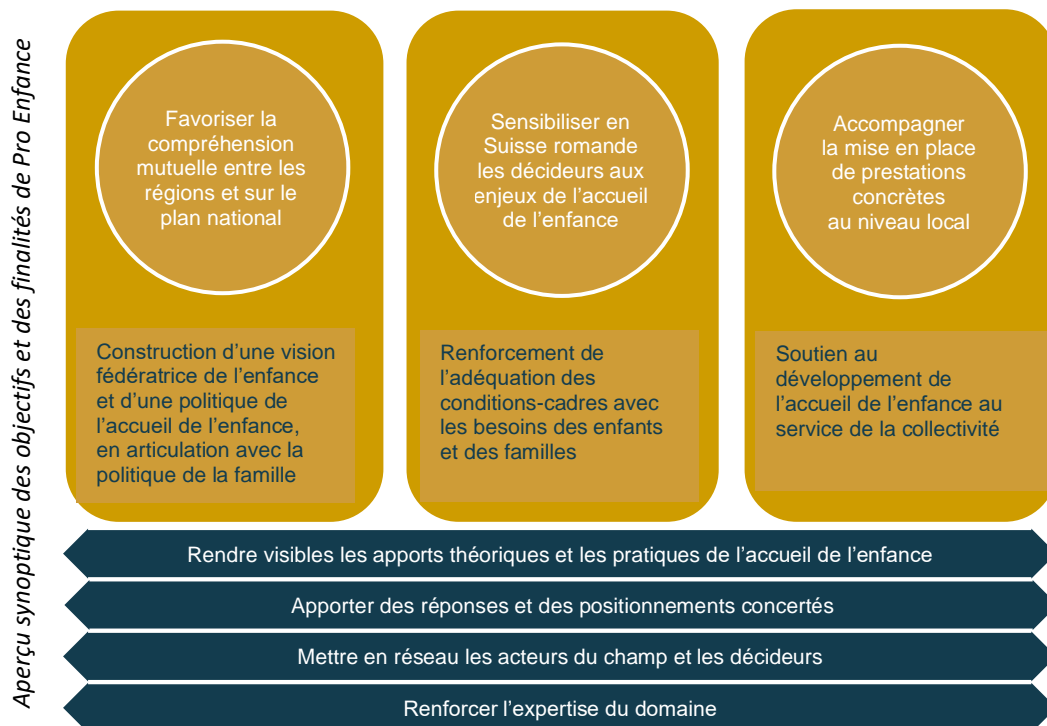 Aperçu synoptique des objectifs et des finalités de Pro Enfance
Favoriser la
compréhension
mutuelle entre les
régions et sur le
plan national
Construction d'une vision
fédératrice de l'enfance
et d'une politique de
l'accueil de l'enfance,
en articulation avec la
politique de la famille
Sensibiliser en
Suisse romande
les décideurs aux
enjeux de l'accueil
de l'enfance
Renforcement de
l'adéquation des
conditions-cadres avec
les besoins des enfants
et des familles
Accompagner
la mise en place
de prestations
concrètes
au niveau local
Soutien au
développement de
l'accueil de l'enfance au
service de la collectivité
Rendre visibles les apports théoriques et les pratiques de l'accueil de l'enfance
Apporter des réponses et des positionnements concertés
Mettre en réseau les acteurs du champ et les décideurs
Renforcer l'expertise du domaine